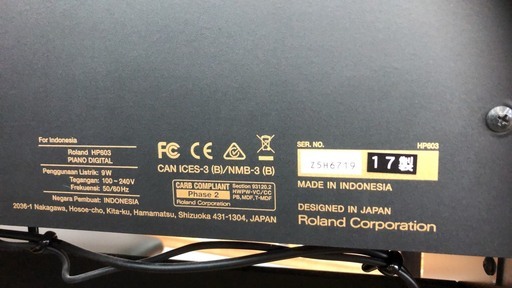 For Indonesia
Roland HP603
PIANO DIGITAL
Penggunaan Listrik: 9W
Tegangan: 100~240V
Frekuensi: 50/60Hz
Negara Pembuat: INDONESIA
FC CE
CAN ICES-3 (B)/NMB-3 (B)
CARB COMPLIANT
Phase 2
Roland Corporation
Section 93120.2
HWPW-VC/CC
PB, MDF, T-MDF
2036-1 Nakagawa, Hosoe-cho, Kita-ku, Hamamatsu, Shizuoka 431-1304, JAPAN
SER. NO. HP603
Z5H6719 17製
MADE IN INDONESIA
DESIGNED IN JAPAN
Roland Corporation